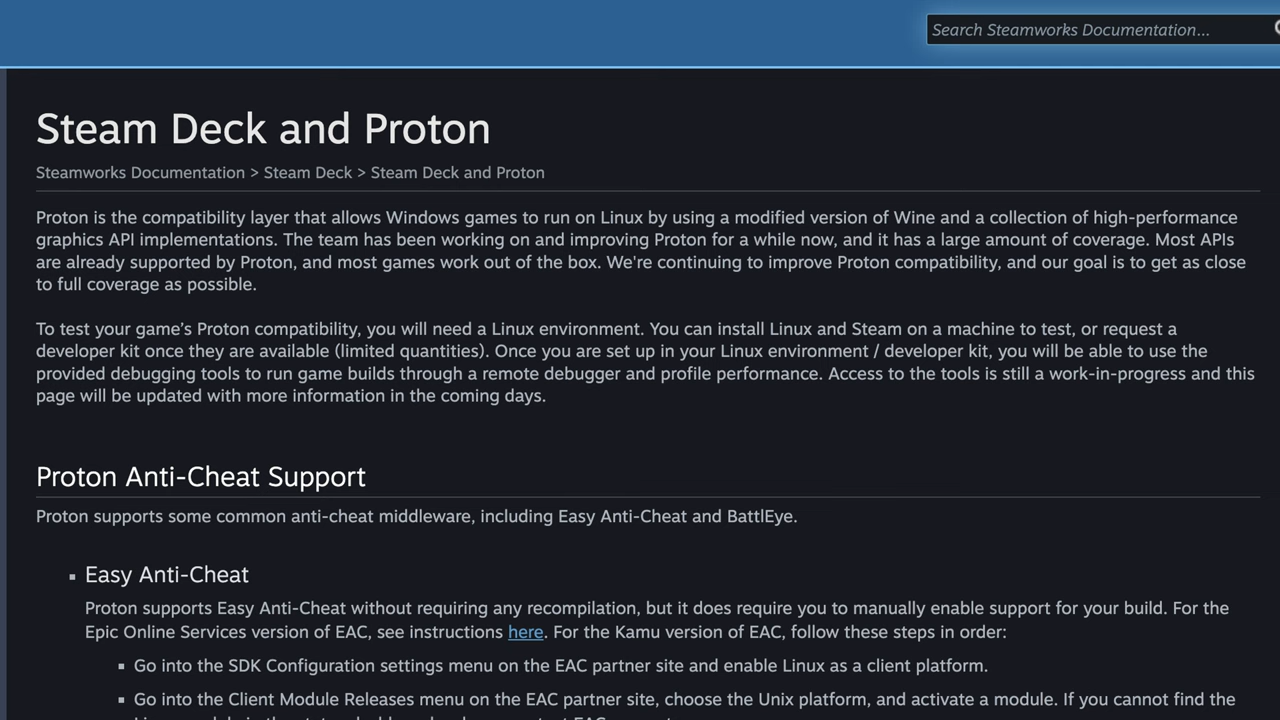 Search Steamworks Documentation...
Steam Deck and Proton
Steamworks Documentation > Steam Deck > Steam Deck and Proton
Proton is the compatibility layer that allows Windows games to run on Linux by using a modified version of Wine and a collection of high-performance
graphics API implementations. The team has been working on and improving Proton for a while now, and it has a large amount of coverage. Most APIs
are already supported by Proton, and most games work out of the box. We're continuing to improve Proton compatibility, and our goal is to get as close
to full coverage as possible.
To test your game's Proton compatibility, you will need a Linux environment. You can install Linux and Steam on a machine to test, or request a
developer kit once they are available (limited quantities). Once you are set up in your Linux environment / developer kit, you will be able to use the
provided debugging tools to run game builds through a remote debugger and profile performance. Access to the tools is still a work-in-progress and this
page will be updated with more information in the coming days.
Proton Anti-Cheat Support
Proton supports some common anti-cheat middleware, including Easy Anti-Cheat and BattlEye.
▪ Easy Anti-Cheat
Proton supports Easy Anti-Cheat without requiring any recompilation, but it does require you to manually enable support for your build. For the
Epic Online Services version of EAC, see instructions here. For the Kamu version of EAC, follow these steps in order:
▪ Go into the SDK Configuration settings menu on the EAC partner site and enable Linux as a client platform.
▪ Go into the Client Module Releases menu on the EAC partner site, choose the Unix platform, and activate a module. If you cannot find the